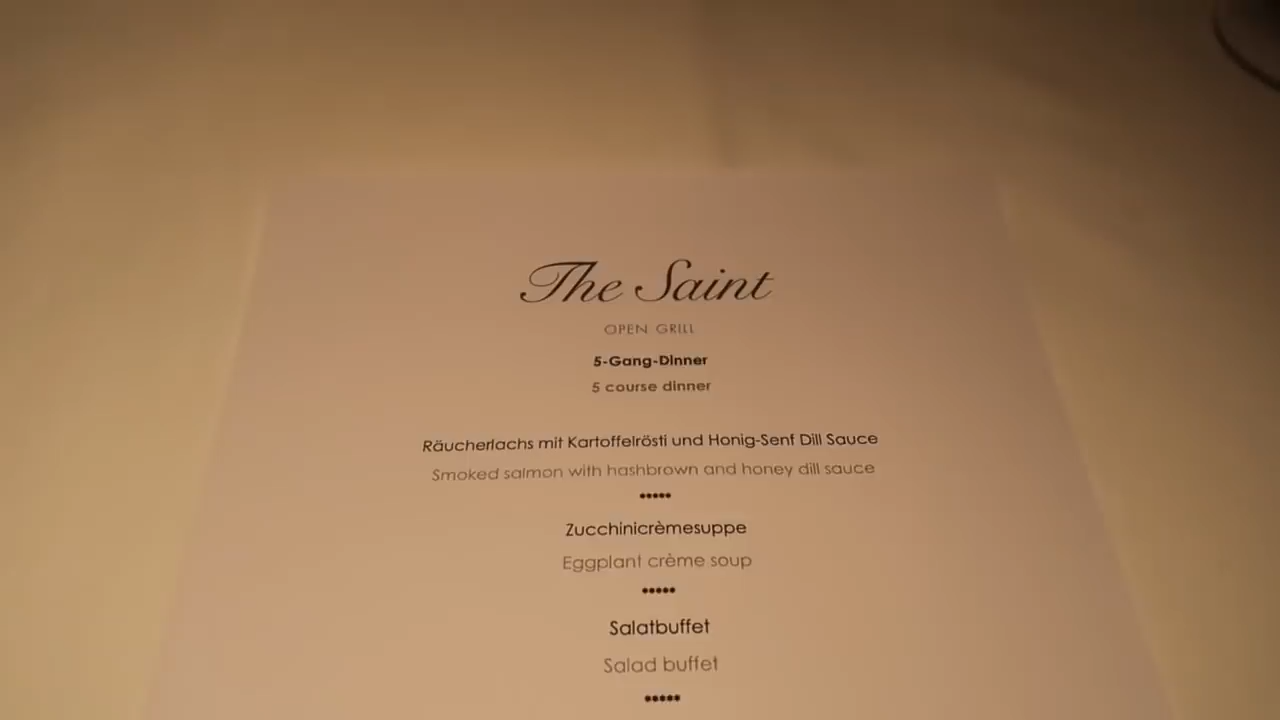 The Saint
OPEN GRILL
5-Gang-Dinner
5 course dinner
Räucherlachs mit Kartoffelrösti und Honig-Senf Dill Sauce
Smoked salmon with hashbrown and honey dill sauce
•••••
Zucchinicrèmesuppe
Eggplant crème soup
•••••
Salatbuffet
Salad buffet
•••••